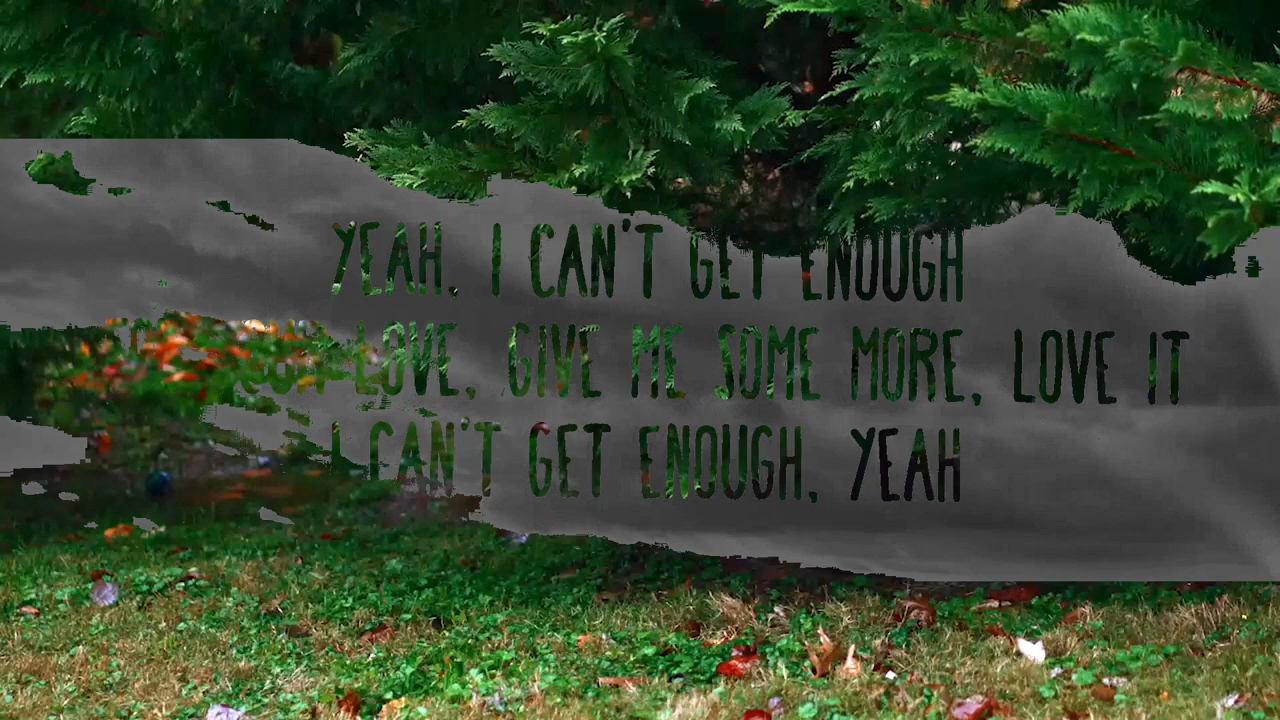 YEAH. I CAN'T GET ENOUGH
LOVE, GIVE ME SOME MORE, LOVE IT
I CAN'T GET ENOUGH, YEAH